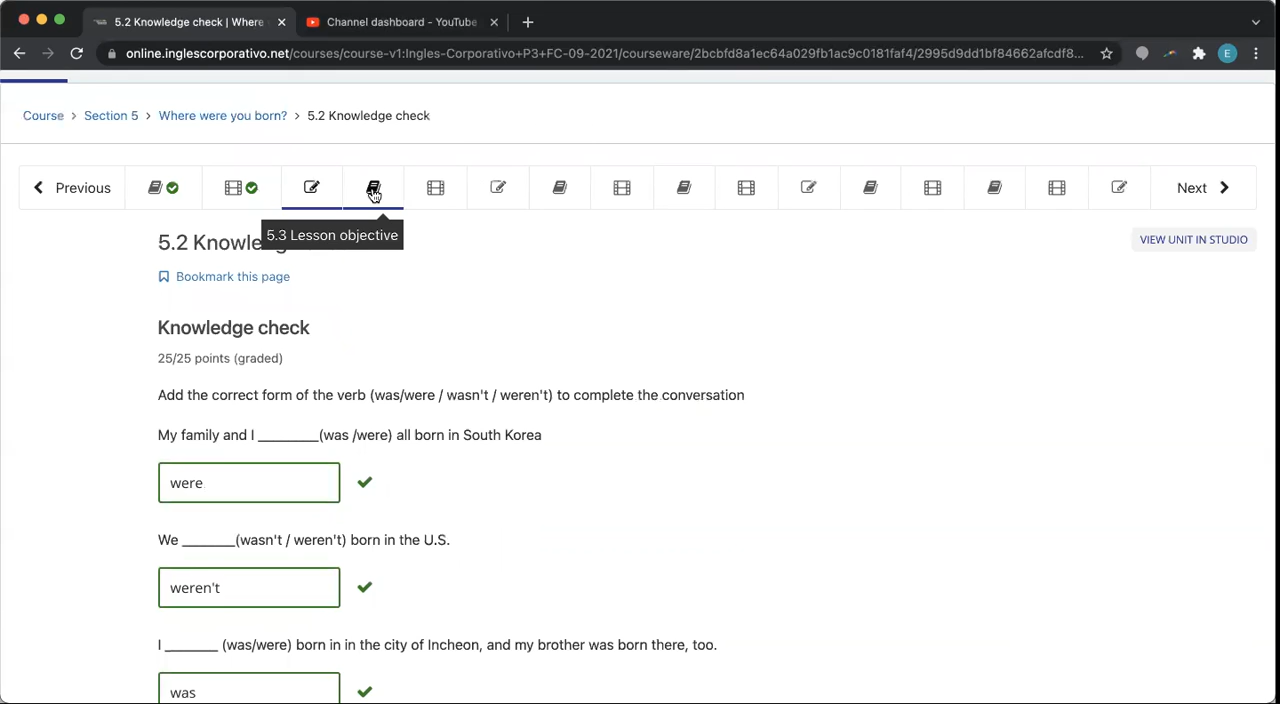 5.2 Knowledge check | Where
Channel dashboard - YouTube
online.inglescorporativo.net/courses/course-v1:Ingles-Corporativo+P3+FC-09-2021/courseware/2bcbfd8a1ec64a029fb1ac9c0181faf4/2995d9dd1bf84662afcdf8...
E
Course > Section 5 > Where were you born? > 5.2 Knowledge check
Previous
Next
5.3 Lesson objective
5.2 Knowle
VIEW UNIT IN STUDIO
Bookmark this page
Knowledge check
25/25 points (graded)
Add the correct form of the verb (was/were / wasn't / weren't) to complete the conversation
My family and I _________(was /were) all born in South Korea
were
We ________(wasn't / weren't) born in the U.S.
weren't
I ________ (was/were) born in in the city of Incheon, and my brother was born there, too.
was